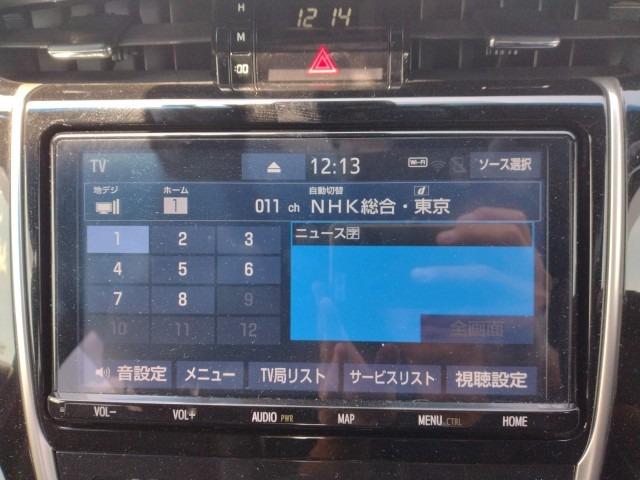 H
M
:00
12 14
TV
12:13
Wi-Fi
ソース選択
地デジ
ホーム
自動切替
d
1
011 ch NHK総合・東京
1 2 3
ニュース字
4 5 6
7 8 9
10 11 12
全画面
音設定
メニュー
TV局リスト
サービスリスト
視聴設定
VOL-
VOL+
AUDIO PWR
MAP
MENU CTRL
HOME